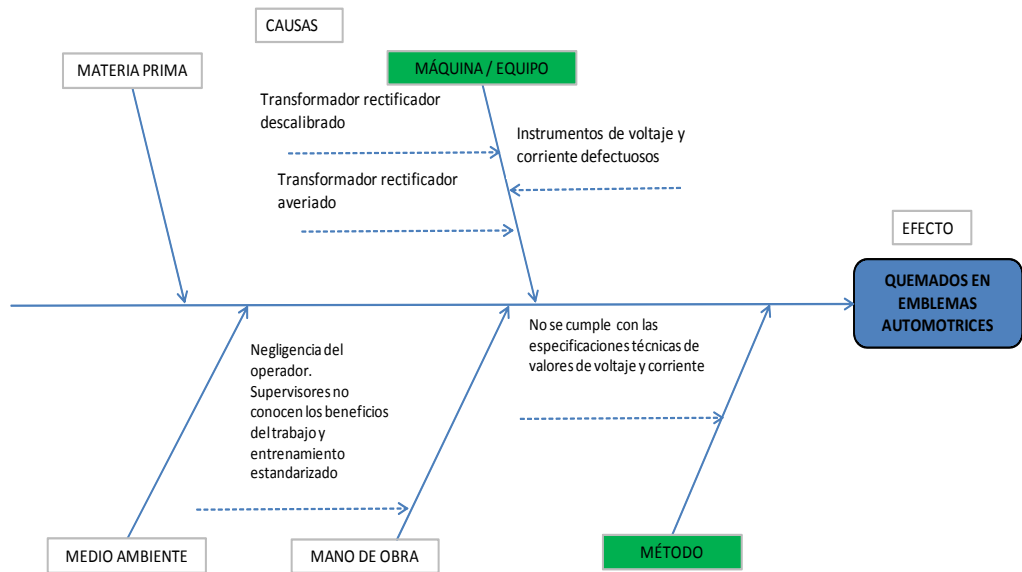 CAUSAS
MATERIA PRIMA
MÁQUINA / EQUIPO
Transformador rectificador
descalibrado
Instrumentos de voltaje y
corriente defectuosos
Transformador rectificador
averiado
EFECTO
QUEMADOS EN
EMBLEMAS
AUTOMOTRICES
No se cumple con las
especificaciones técnicas de
valores de voltaje y corriente
Negligencia del
operador.
Supervisores no
conocen los beneficios
del trabajo y
entrenamiento
estandarizado
MEDIO AMBIENTE
MANO DE OBRA
MÉTODO